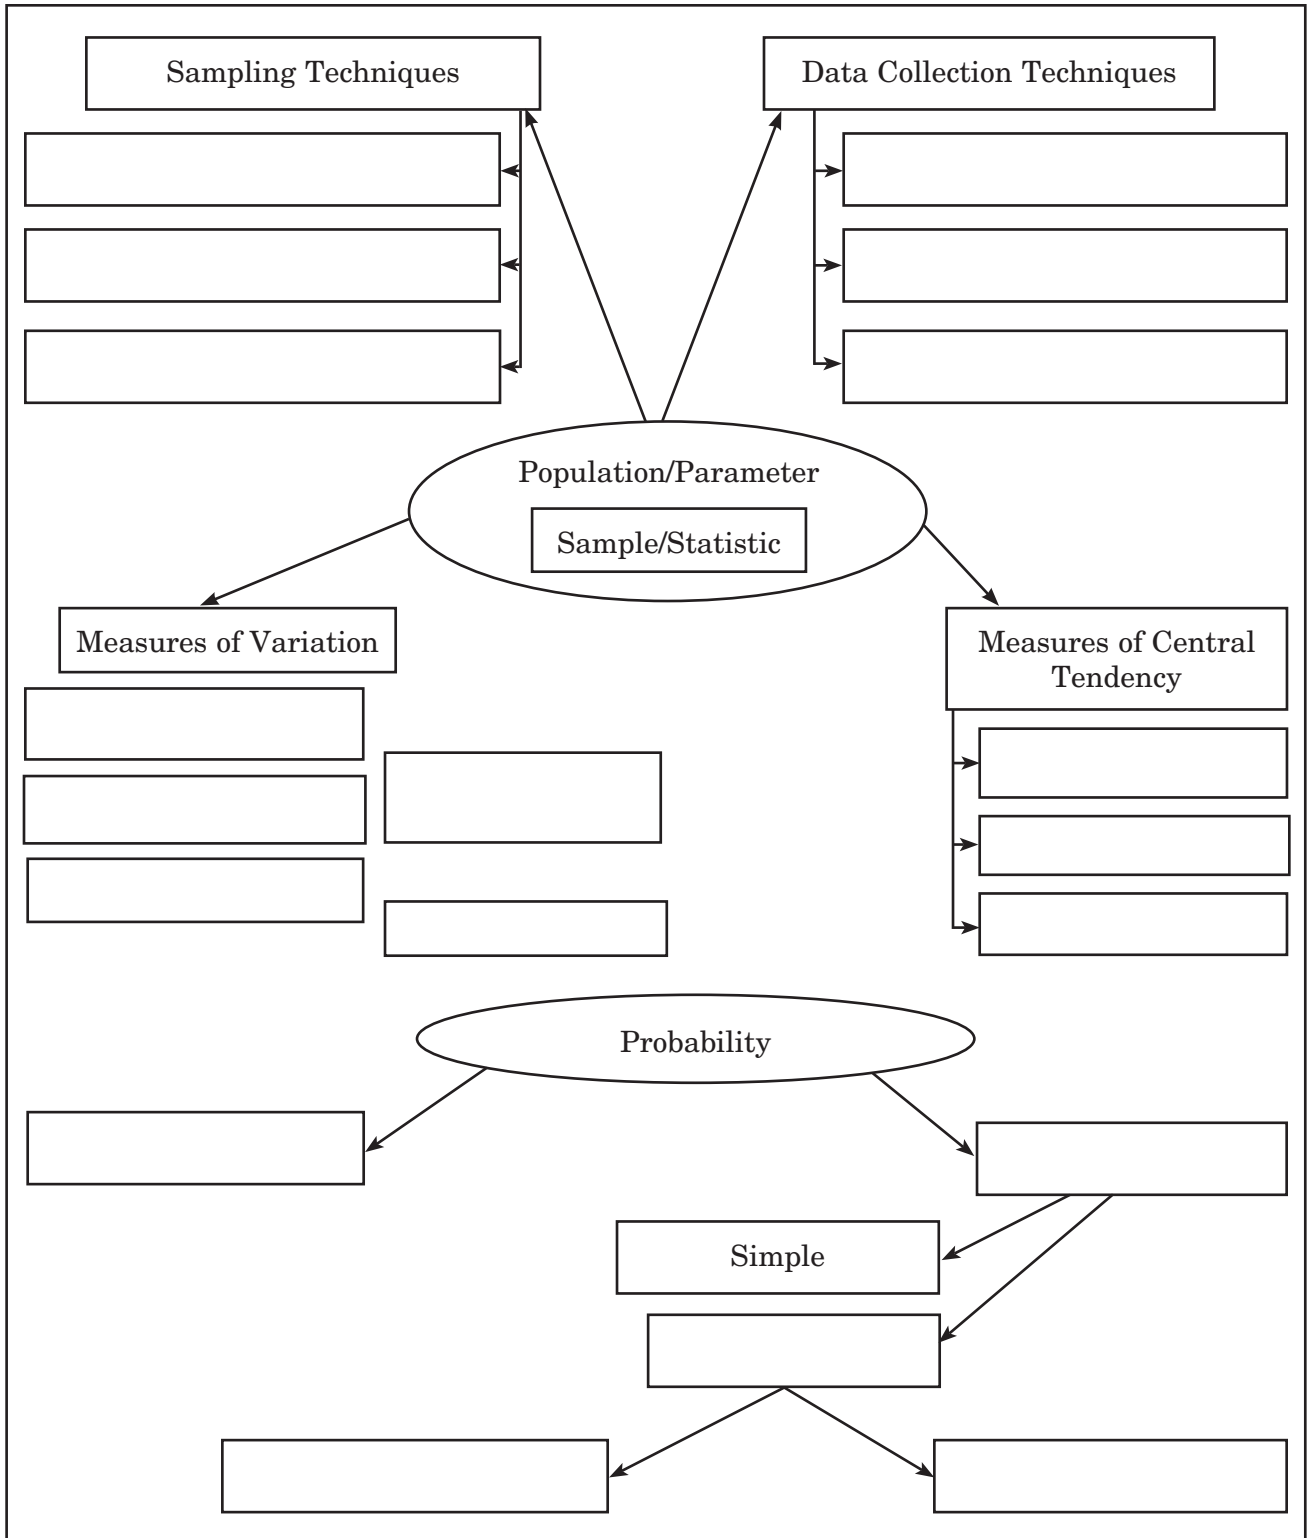 Sampling Techniques
Data Collection Techniques
Population/Parameter
Sample/Statistic
Measures of Variation
Measures of Central
Tendency
Probability
Simple